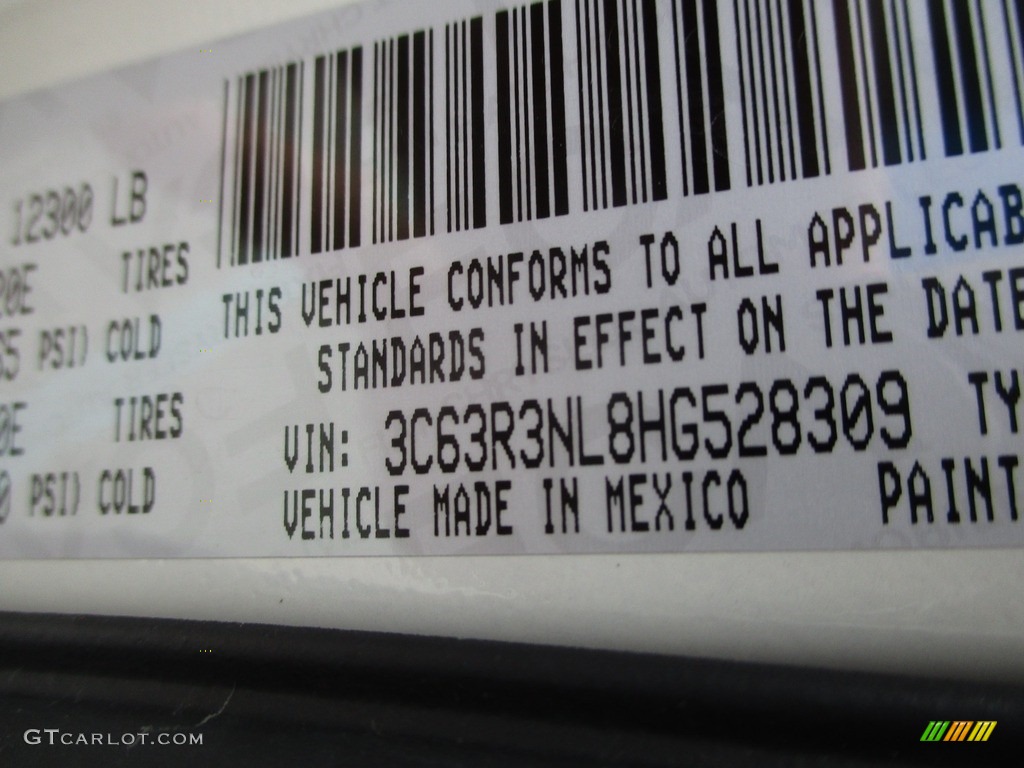 12300 LB
TIRES
PSI) COLD
TIRES
PSI) COLD
THIS VEHICLE CONFORMS TO ALL APPLICAB
STANDARDS IN EFFECT ON THE DATE
VIN: 3C63R3NL8HG528309 TY
VEHICLE MADE IN MEXICO PAINT
GTCARLOT.COM